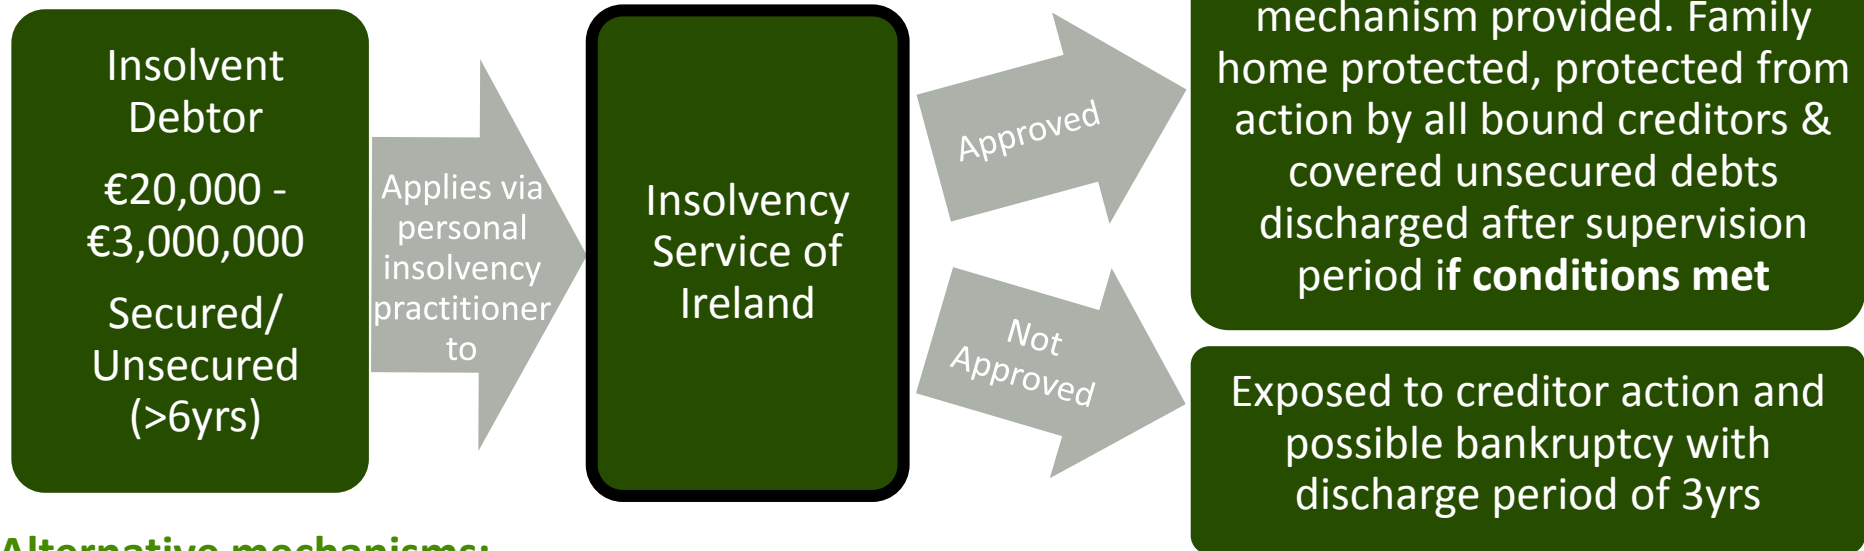 Insolvent
Debtor
€20,000 -
€3,000,000
Secured/
Unsecured
(>6yrs)
Applies via
personal
insolvency
practitioner
to
Insolvency
Service of
Ireland
Approved
Not
Approved
mechanism provided. Family
home protected, protected from
action by all bound creditors &
covered unsecured debts
discharged after supervision
period if conditions met
Exposed to creditor action and
possible bankruptcy with
discharge period of 3yrs
Alternative mechanisms: